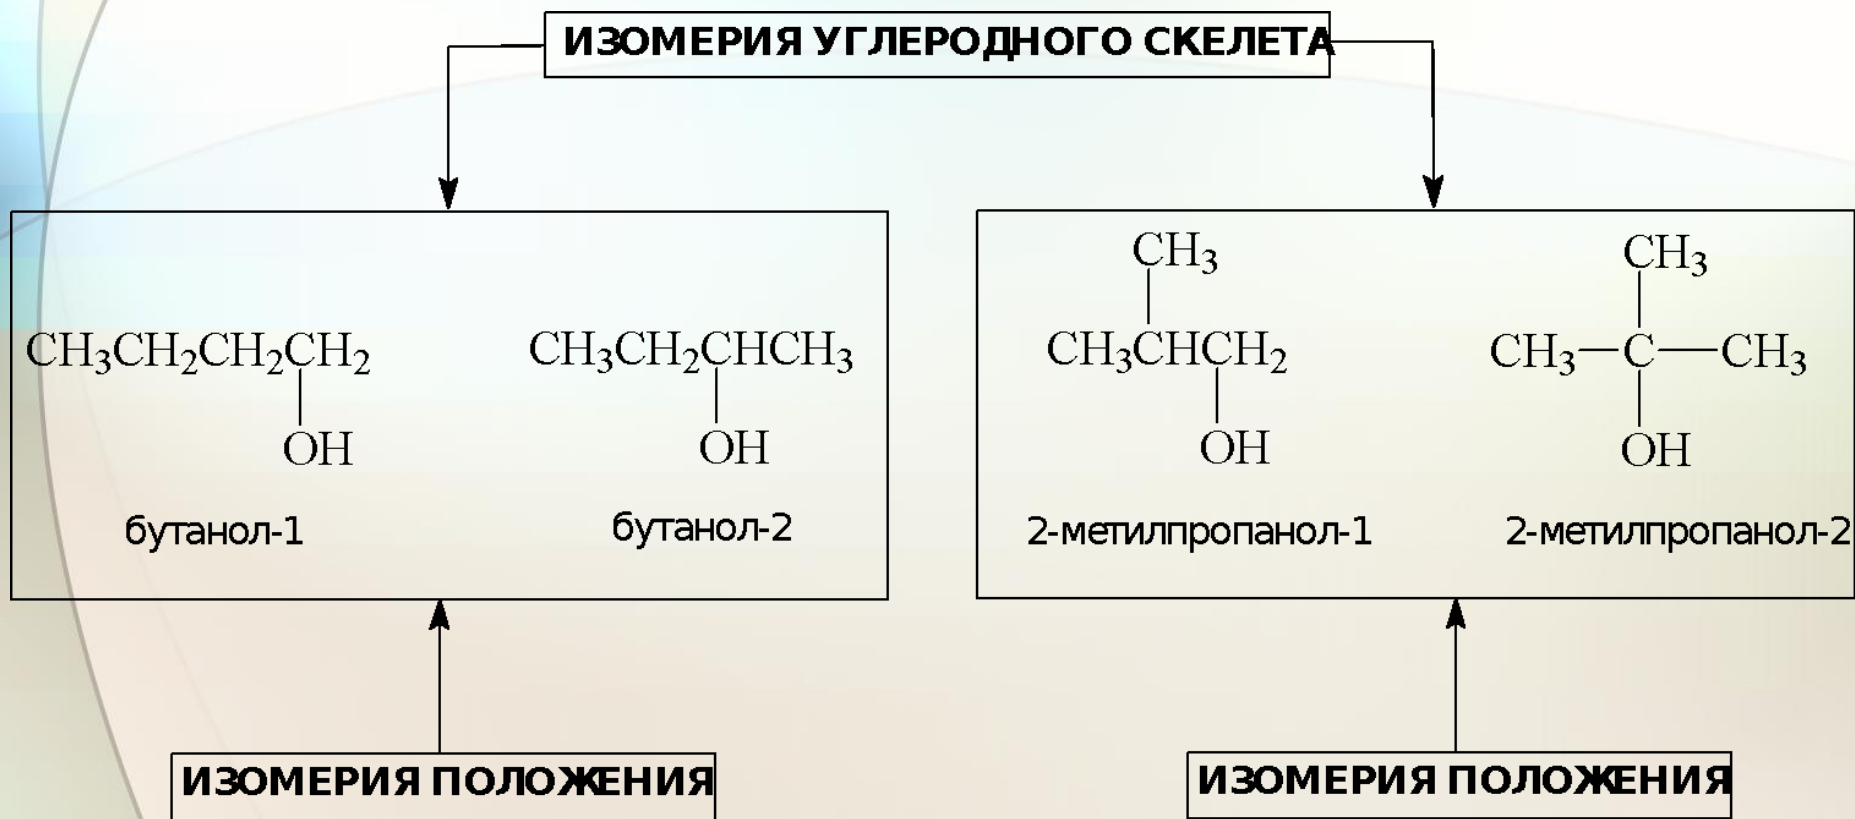 ИЗОМЕРИЯ УГЛЕРОДНОГО СКЕЛЕТА
CH₃CH₂CH₂CH₂
OH
бутанол-1
CH₃CH₂CHCH₃
OH
бутанол-2
CH₃
CH₃CHCH₂
OH
2-метилпропанол-1
CH₃
CH₃—C—CH₃
OH
2-метилпропанол-2
ИЗОМЕРИЯ ПОЛОЖЕНИЯ
ИЗОМЕРИЯ ПОЛОЖЕНИЯ